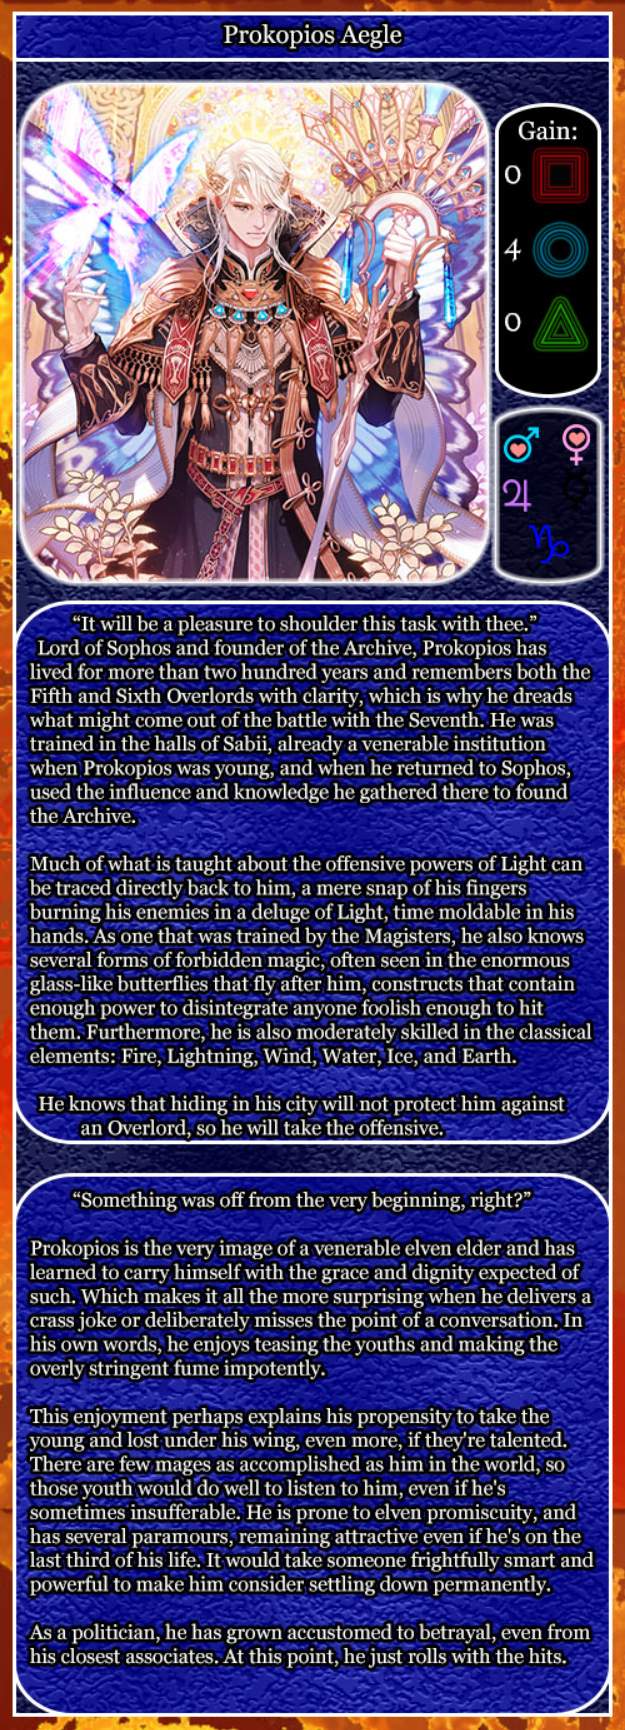 Prokopios Aegle
Gain:
0
4
0
“It will be a pleasure to shoulder this task with thee.”
Lord of Sophos and founder of the Archive, Prokopios has
lived for more than two hundred years and remembers both the
Fifth and Sixth Overlords with clarity, which is why he dreads
what might come out of the battle with the Seventh. He was
trained in the halls of Sabii, already a venerable institution
when Prokopios was young, and when he returned to Sophos,
used the influence and knowledge he gathered there to found
the Archive.
Much of what is taught about the offensive powers of Light can
be traced directly back to him, a mere snap of his fingers
burning his enemies in a deluge of Light, time moldable in his
hands. As one that was trained by the Magisters, he also knows
several forms of forbidden magic, often seen in the enormous
glass-like butterflies that fly after him, constructs that contain
enough power to disintegrate anyone foolish enough to hit
them. Furthermore, he is also moderately skilled in the classical
elements: Fire, Lightning, Wind, Water, Ice, and Earth.
He knows that hiding in his city will not protect him against
an Overlord, so he will take the offensive.
“Something was off from the very beginning, right?”
Prokopios is the very image of a venerable elven elder and has
learned to carry himself with the grace and dignity expected of
such. Which makes it all the more surprising when he delivers a
crass joke or deliberately misses the point of a conversation. In
his own words, he enjoys teasing the youths and making the
overly stringent fume impotently.
This enjoyment perhaps explains his propensity to take the
young and lost under his wing, even more, if they're talented.
There are few mages as accomplished as him in the world, so
those youth would do well to listen to him, even if he's
sometimes insufferable. He is prone to elven promiscuity, and
has several paramours, remaining attractive even if he's on the
last third of his life. It would take someone frightfully smart and
powerful to make him consider settling down permanently.
As a politician, he has grown accustomed to betrayal, even from
his closest associates. At this point, he just rolls with the hits.